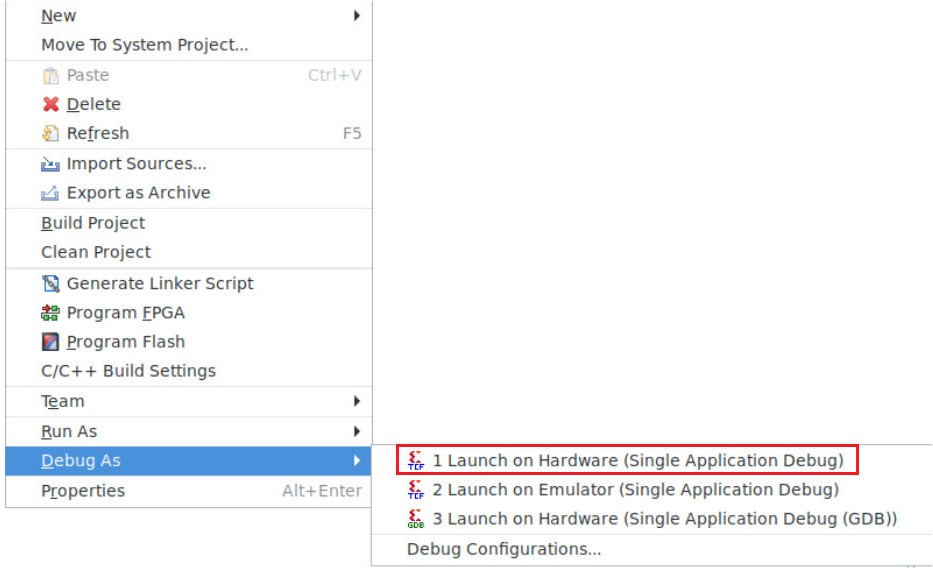 New
Move To System Project...
Paste Ctrl+V
Delete
Refresh F5
Import Sources...
Export as Archive
Build Project
Clean Project
Generate Linker Script
Program FPGA
Program Flash
C/C++ Build Settings
Team
Run As
Debug As
Properties Alt+Enter
TCF 1 Launch on Hardware (Single Application Debug)
TCF 2 Launch on Emulator (Single Application Debug)
GDB 3 Launch on Hardware (Single Application Debug (GDB))
Debug Configurations...